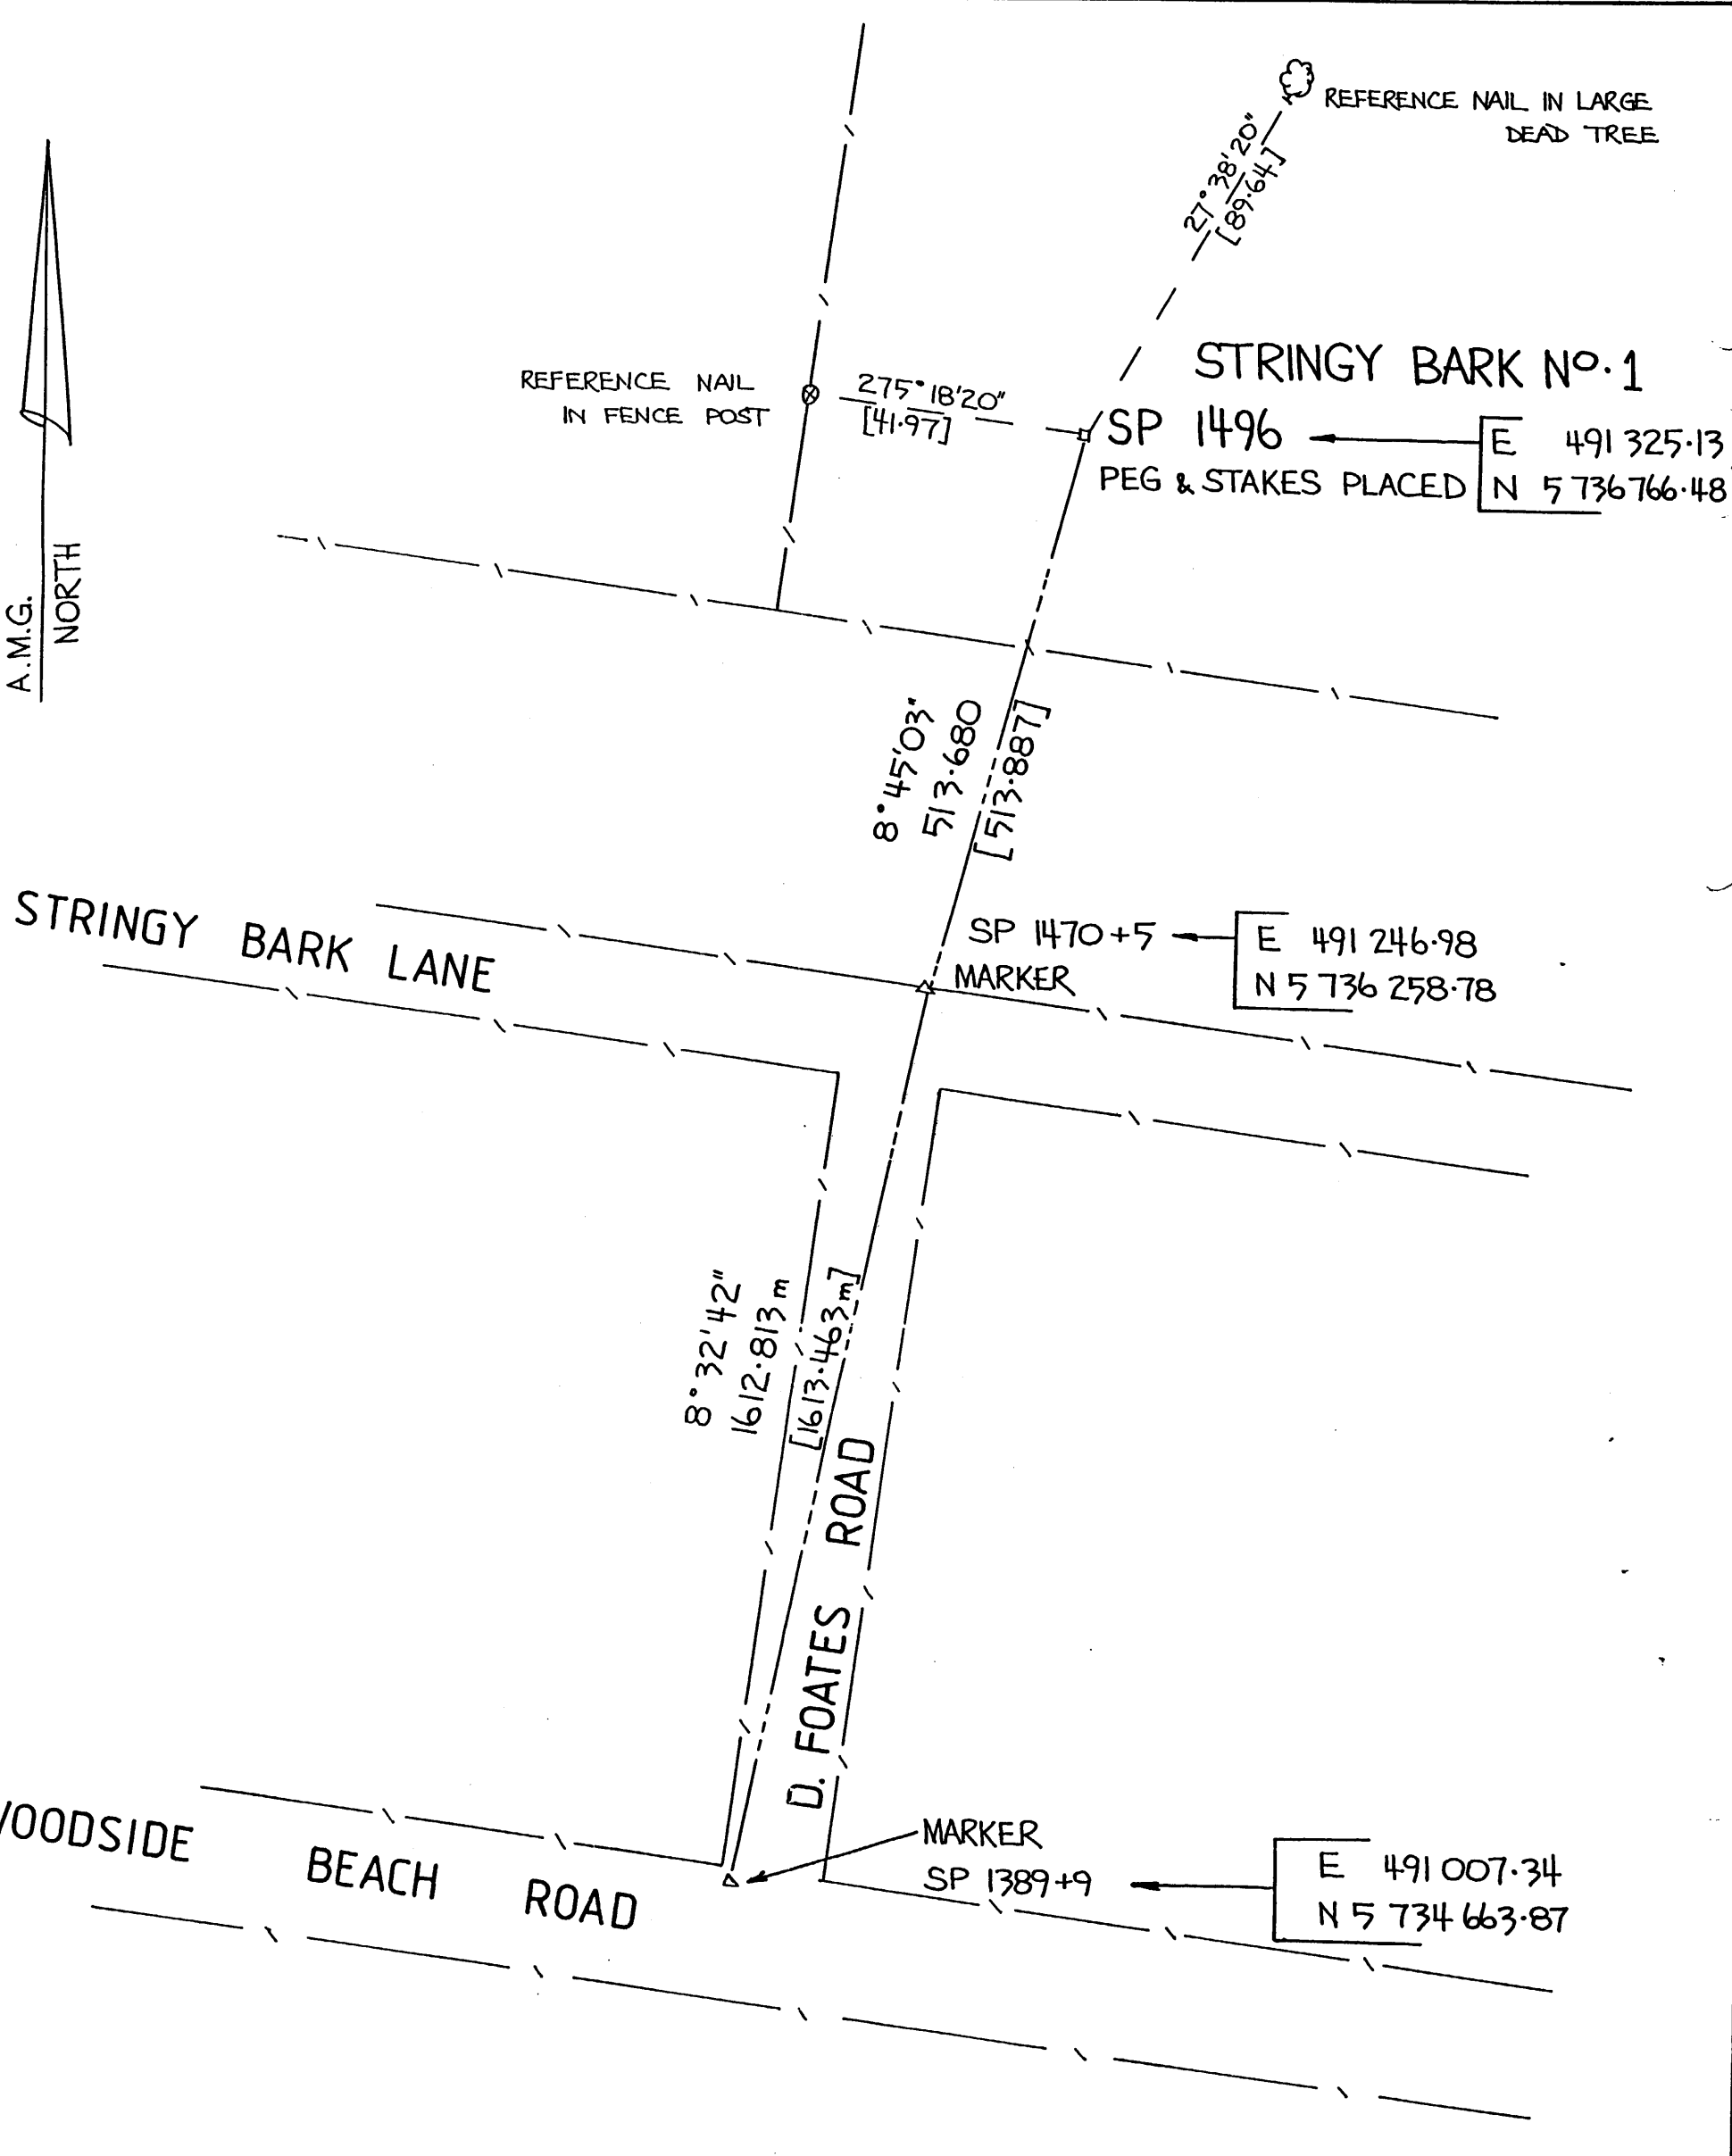 REFERENCE NAIL IN LARGE
DEAD TREE
27°38'20"
[89·64]
STRINGY BARK No·1
REFERENCE NAIL
IN FENCE POST
275°18'20"
[41·97]
SP 1496
PEG & STAKES PLACED
E 491 325·13
N 5 736 766·48
A.M.G.
NORTH
8°45'03"
513·680
[513·887]
STRINGY BARK LANE
SP 1470+5
MARKER
E 491 246·98
N 5 736 258·78
8°32'42"
1612·813m
[1613·463m]
D. FOATES ROAD
OODSIDE BEACH ROAD
MARKER
SP 1389+9
E 491 007·34
N 5 734 663·87